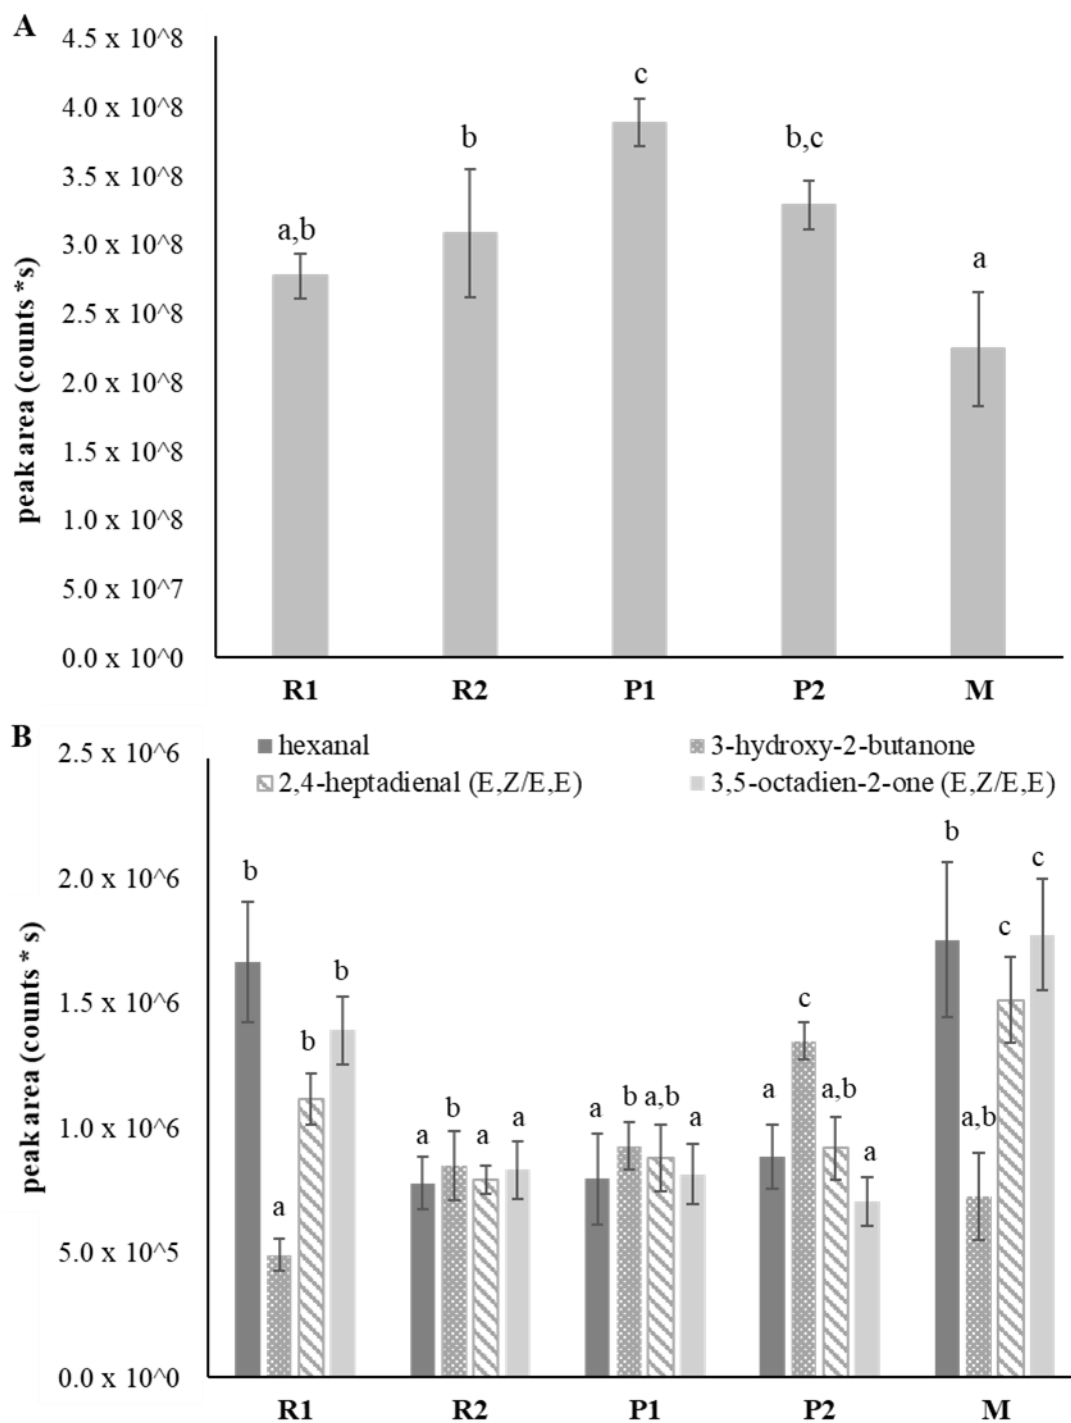 A
4.5 x 10^8
4.0 x 10^8
3.5 x 10^8
3.0 x 10^8
2.5 x 10^8
2.0 x 10^8
1.5 x 10^8
1.0 x 10^8
5.0 x 10^7
0.0 x 10^0
peak area (counts *s)
a,b
b
c
b,c
a
R1 R2 P1 P2 M
B
2.5 x 10^6
2.0 x 10^6
1.5 x 10^6
1.0 x 10^6
5.0 x 10^5
0.0 x 10^0
peak area (counts * s)
hexanal 3-hydroxy-2-butanone
2,4-heptadienal (E,Z/E,E) 3,5-octadien-2-one (E,Z/E,E)
b a b b
a b a a
a b a,b a
a c a,b a
b a,b c c
R1 R2 P1 P2 M